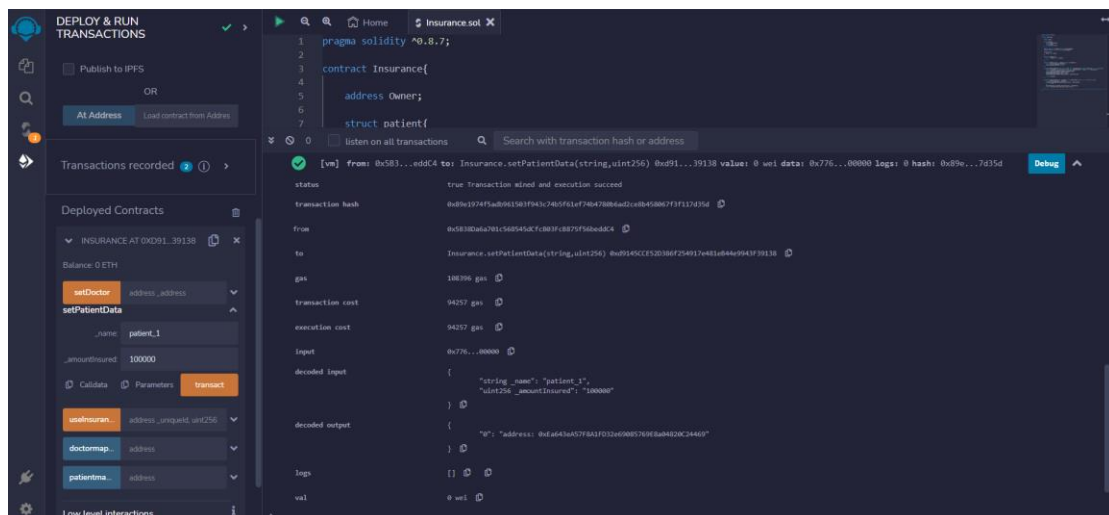 DEPLOY & RUN
TRANSACTIONS
Publish to IPFS
OR
At Address Load contract from Addres
Transactions recorded 2
Deployed Contracts
INSURANCE AT 0XD91...39138
Balance: 0 ETH
setDoctor address _address
setPatientData
_name: patient_1
_amountInsured: 100000
Calldata Parameters transact
useInsuran... address _uniqueId, uint256
doctormap... address
patientma... address
Low level interactions
Home Insurance.sol
1 pragma solidity ^0.8.7;
2
3 contract Insurance{
4
5 address Owner;
6
7 struct patient{
0 listen on all transactions Search with transaction hash or address
[vm] from: 0x583...eddC4 to: Insurance.setPatientData(string,uint256) 0xd91...39138 value: 0 wei data: 0x776...00000 logs: 0 hash: 0x89e...7d35d Debug
status true Transaction mined and execution succeed
transaction hash
from
to
gas 108396 gas
transaction cost 94257 gas
execution cost 94257 gas
input 0x776...00000
decoded input {
"string _name": "patient_1",
"uint256 _amountInsured": "100000"
}
decoded output {
"0": "address:
}
logs []
val 0 wei